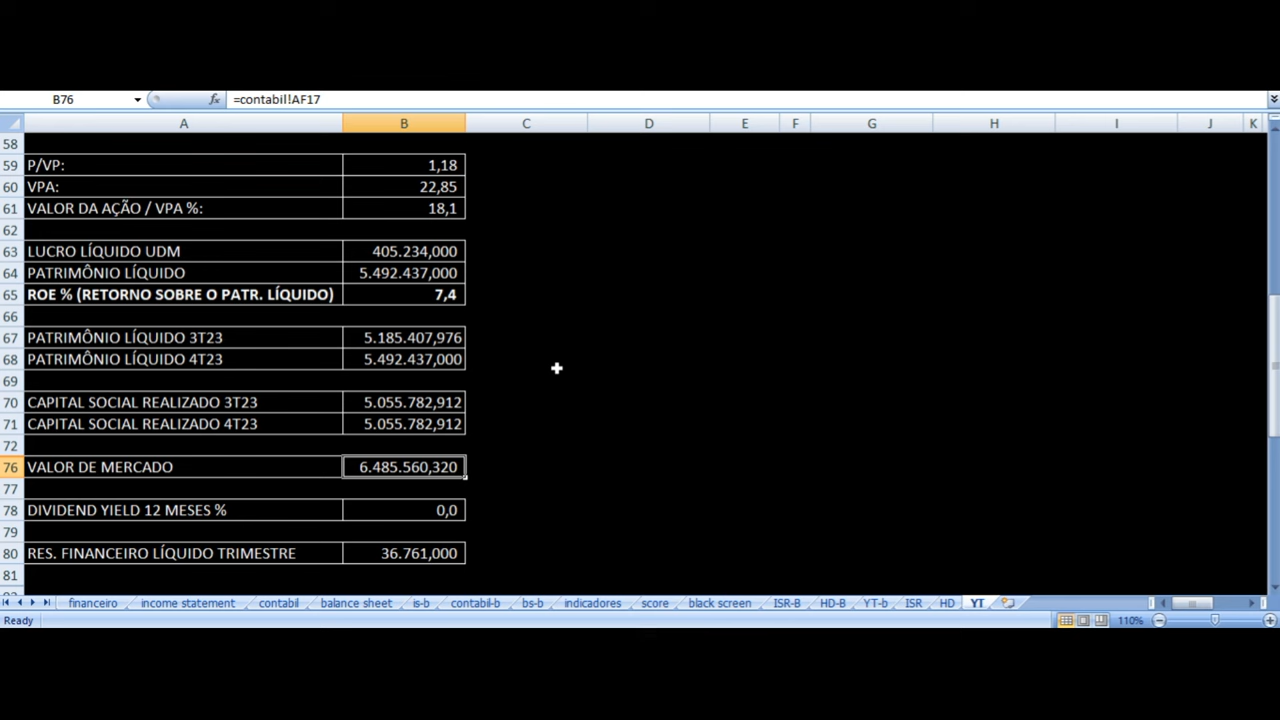 B76 fx =contabil!AF17
A B C D E F G H I J K
58
59 P/VP: 1,18
60 VPA: 22,85
61 VALOR DA AÇÃO / VPA %: 18,1
62
63 LUCRO LÍQUIDO UDM 405.234,000
64 PATRIMÔNIO LÍQUIDO 5.492.437,000
65 ROE % (RETORNO SOBRE O PATR. LÍQUIDO) 7,4
66
67 PATRIMÔNIO LÍQUIDO 3T23 5.185.407,976
68 PATRIMÔNIO LÍQUIDO 4T23 5.492.437,000
69
70 CAPITAL SOCIAL REALIZADO 3T23 5.055.782,912
71 CAPITAL SOCIAL REALIZADO 4T23 5.055.782,912
72
76 VALOR DE MERCADO 6.485.560,320
77
78 DIVIDEND YIELD 12 MESES % 0,0
79
80 RES. FINANCEIRO LÍQUIDO TRIMESTRE 36.761,000
81
financeiro income statement contabil balance sheet is-b contabil-b bs-b indicadores score black screen ISR-B HD-B YT-b ISR HD YT
Ready 110%